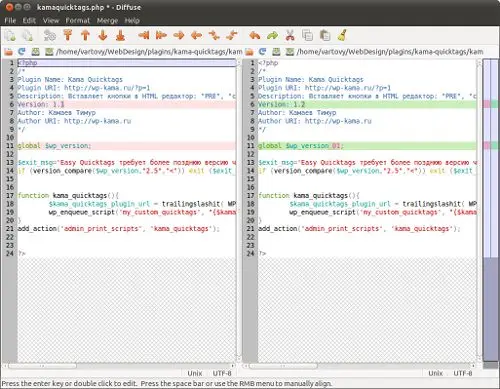 kamaquicktags.php * - Diffuse
File Edit View Format Merge Help
/home/vartovy/WebDesign/plagins/kama-quicktags/kam
/home/vartovy/WebDesign/plagins/kama-quicktags/kam
1 <?php
2 /*
3 Plugin Name: Kama Quicktags
4 Plugin URI: http://wp-kama.ru/?p=1
5 Description: Вставляет кнопки в HTML редактор: "PRE", "c
6 Version: 1.1
7 Author: Камаев Тимур
8 Author URI: http://wp-kama.ru
9 */
10
11 global $wp_version;
12
13 $exit_msg='Easy Quicktags требует более позднюю версию ч
14 if (version_compare($wp_version,"2.5","<")) exit ($exit_
15
16
17 function kama_quicktags(){
18 $kama_quicktags_plugin_url = trailingslashit( WP
19 wp_enqueue_script('my_custom_quicktags', "{$kama
20 }
21 add_action('admin_print_scripts', 'kama_quicktags');
22
23
24 ?>
1 <?php
2 /*
3 Plugin Name: Kama Quicktags
4 Plugin URI: http://wp-kama.ru/?p=1
5 Description: Вставляет кнопки в HTML редактор: "PRE", "c
6 Version: 1.2
7 Author: Камаев Тимур
8 Author URI: http://wp-kama.ru
9 */
10
11 global $wp_version_01;
12
13 $exit_msg='Easy Quicktags требует более позднюю версию ч
14 if (version_compare($wp_version,"2.5","<")) exit ($exit_
15
16
17 function kama_quicktags(){
18 $kama_quicktags_plugin_url = trailingslashit( WP
19 wp_enqueue_script('my_custom_quicktags', "{$kama
20 }
21 add_action('admin_print_scripts', 'kama_quicktags');
22
23
24 ?>
Unix UTF-8
Unix UTF-8
Press the enter key or double click to edit. Press the space bar or use the RMB menu to manually align.